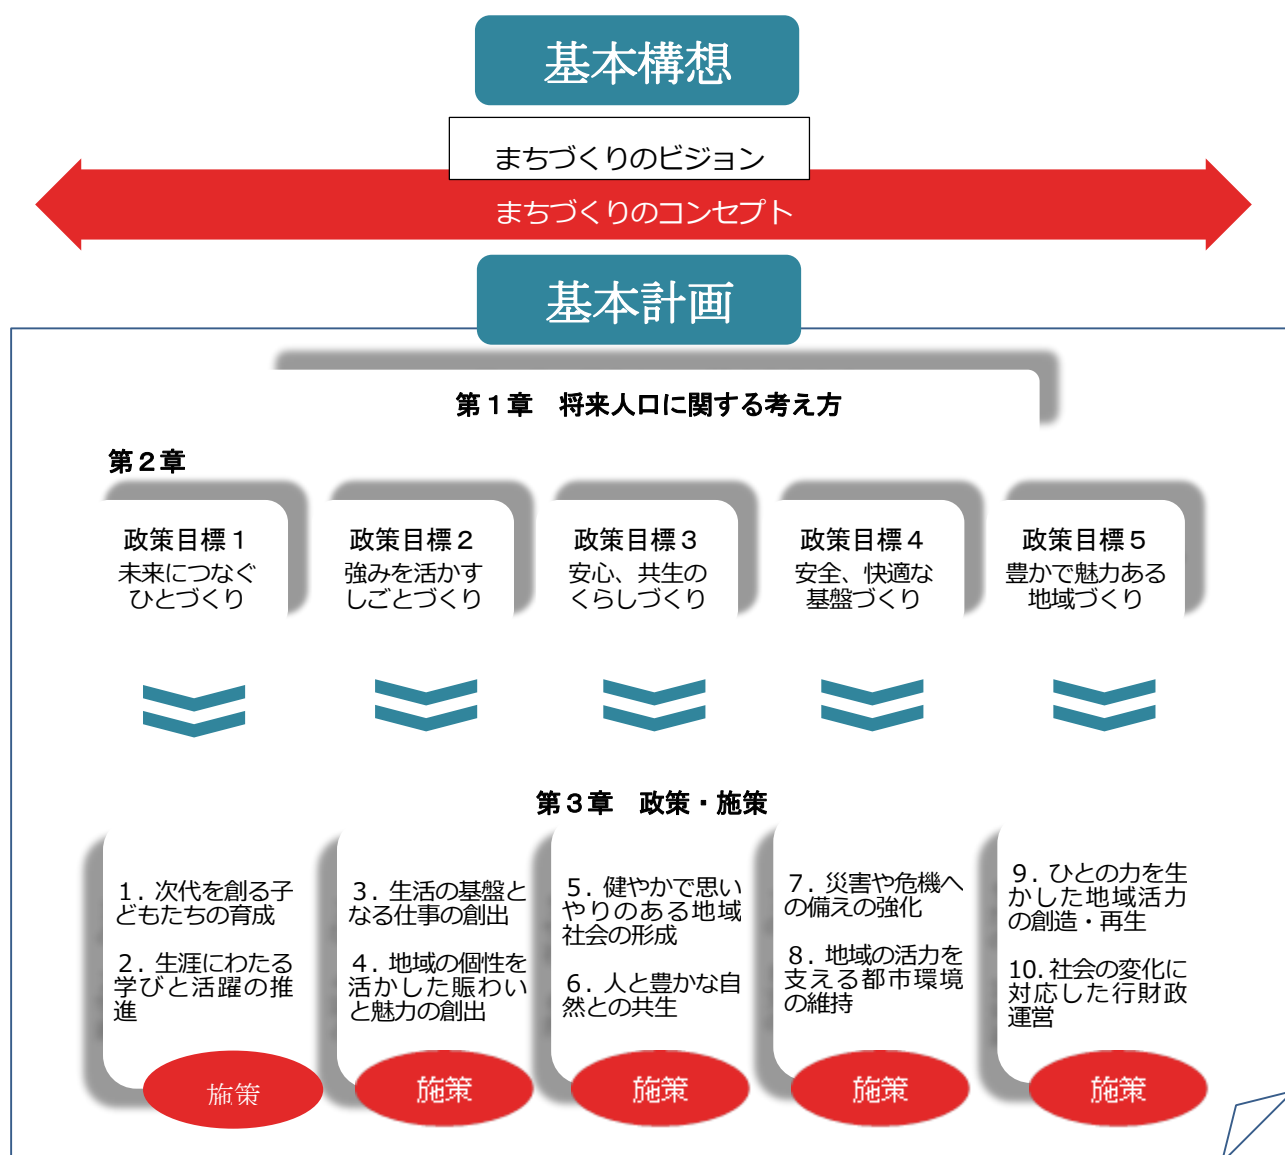 基本構想
まちづくりのビジョン
まちづくりのコンセプト
基本計画
第１章　将来人口に関する考え方
第２章
政策目標１
未来につなぐ
ひとづくり
政策目標２
強みを活かす
しごとづくり
政策目標３
安心、共生の
くらしづくり
政策目標４
安全、快適な
基盤づくり
政策目標５
豊かで魅力ある
地域づくり
第３章　政策・施策
1．次代を創る子
どもたちの育成
2．生涯にわたる
学びと活躍の推
進
施策
3．生活の基盤と
なる仕事の創出
4．地域の個性を
活かした賑わい
と魅力の創出
施策
5．健やかで思い
やりのある地域
社会の形成
6．人と豊かな自
然との共生
施策
7．災害や危機へ
の備えの強化
8．地域の活力を
支える都市環境
の維持
施策
9．ひとの力を生
かした地域活力
の創造・再生
10．社会の変化に
対応した行財政
運営
施策